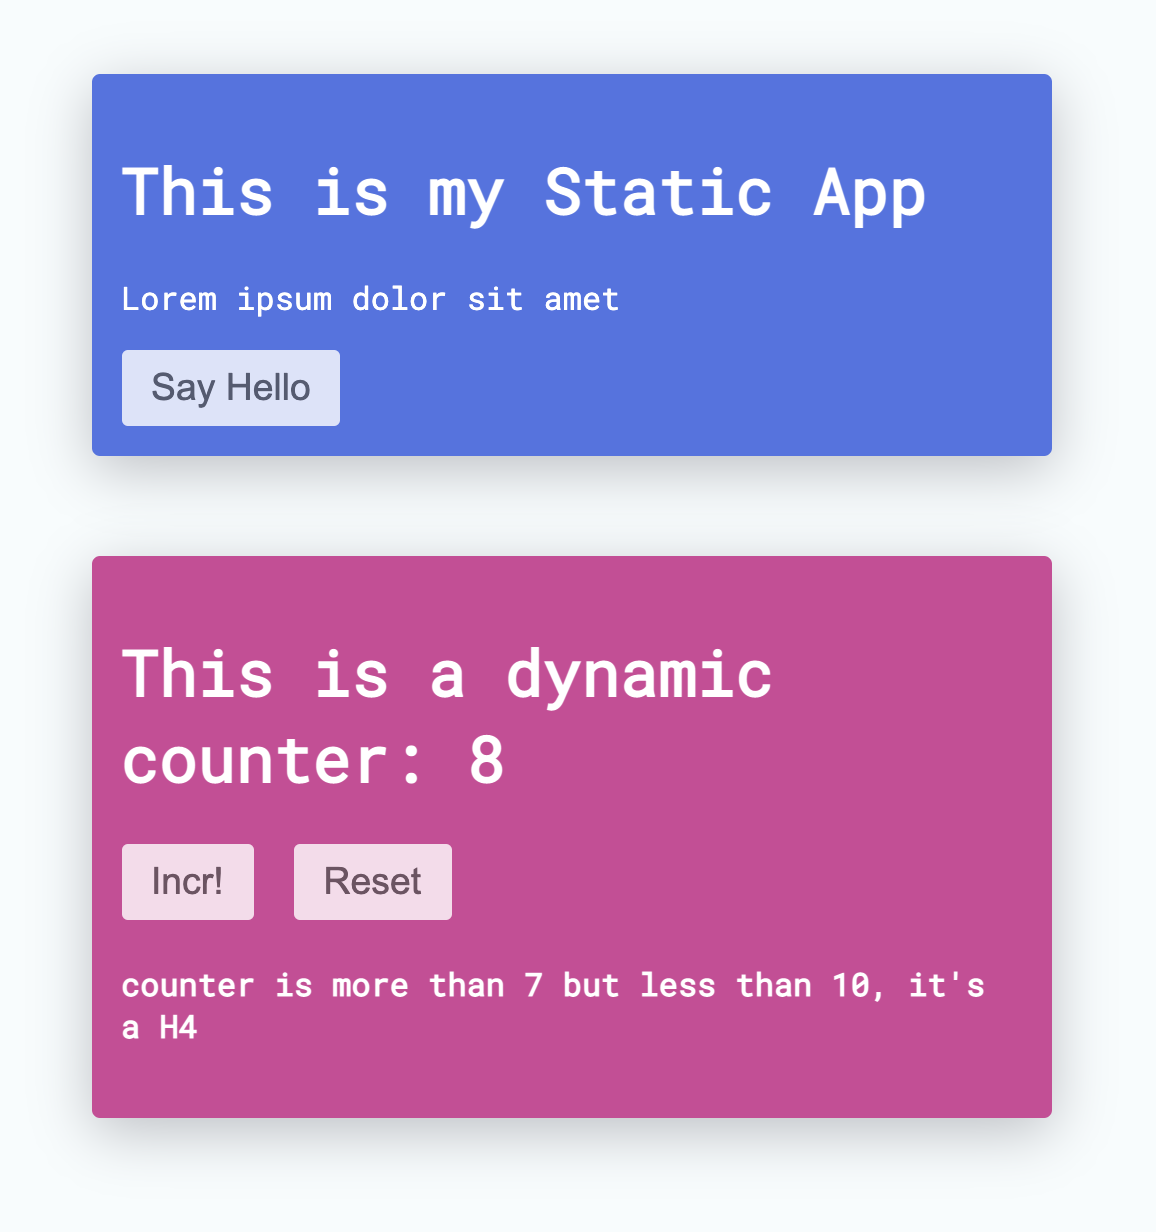 This is my Static App
Lorem ipsum dolor sit amet
Say Hello
This is a dynamic
counter: 8
Incr! Reset
counter is more than 7 but less than 10, it's
a H4